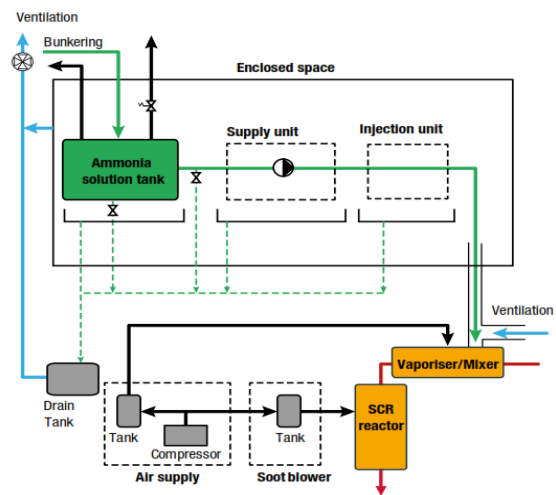 Ventilation
Bunkering
Enclosed space
Supply unit
Injection unit
Ammonia
solution tank
Ventilation
Vaporiser/Mixer
Drain
Tank
Tank
Compressor
Tank
SCR
reactor
Air supply
Soot blower